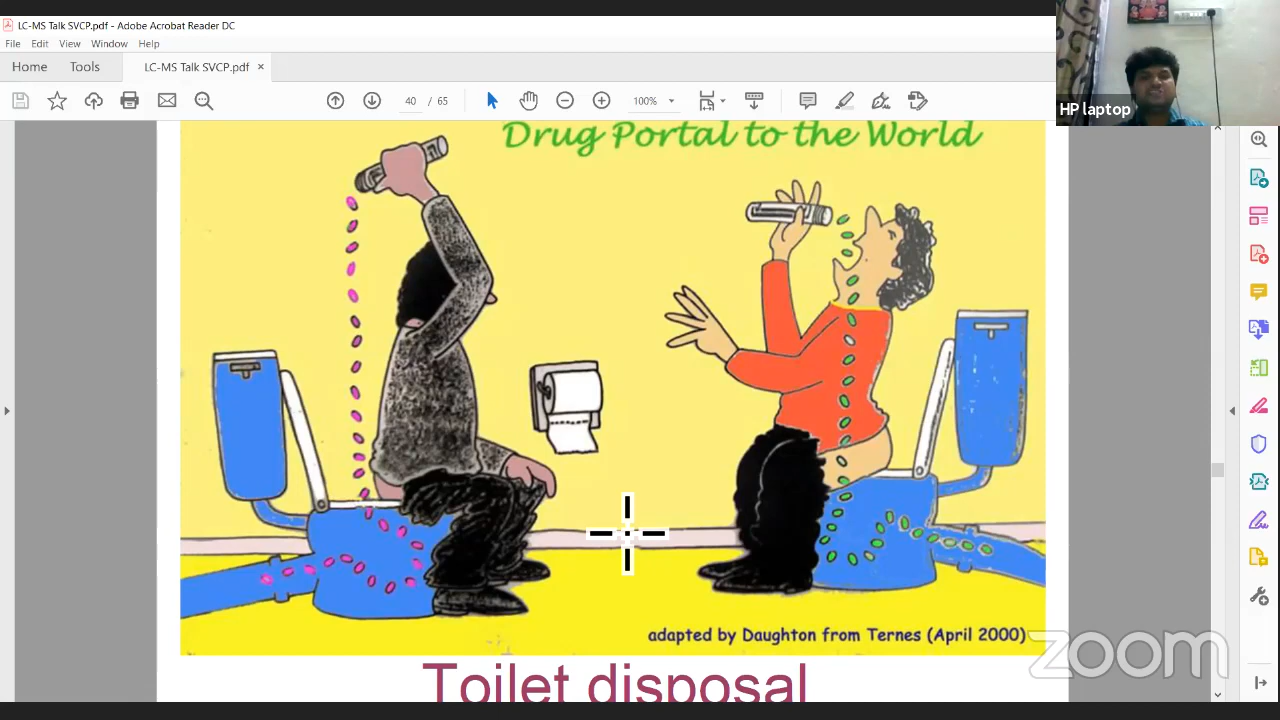 LC-MS Talk SVCP.pdf - Adobe Acrobat Reader DC
File Edit View Window Help
Home Tools LC-MS Talk SVCP.pdf ×
40 / 65 100%
HP laptop
Drug Portal to the World
adapted by Daughton from Ternes (April 2000)
zoom
Toilet disposal